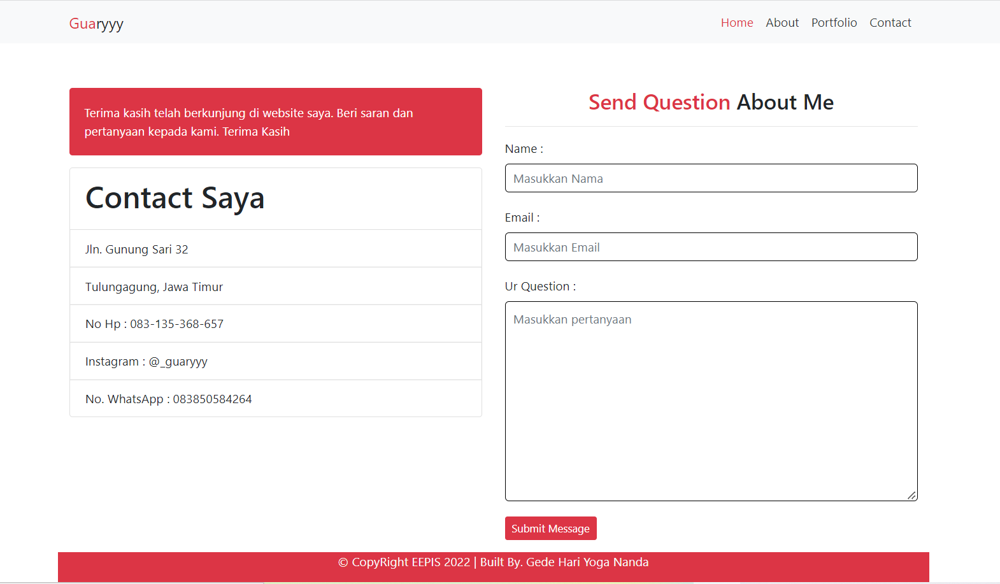 Guaryyy
Home About Portfolio Contact
Terima kasih telah berkunjung di website saya. Beri saran dan
pertanyaan kepada kami. Terima Kasih
Contact Saya
Jln. Gunung Sari 32
Tulungagung, Jawa Timur
No Hp : 083-135-368-657
Instagram : @_guaryyy
No. WhatsApp : 083850584264
Send Question About Me
Name :
Masukkan Nama
Email :
Masukkan Email
Ur Question :
Masukkan pertanyaan
Submit Message
© CopyRight EEPIS 2022 | Built By. Gede Hari Yoga Nanda